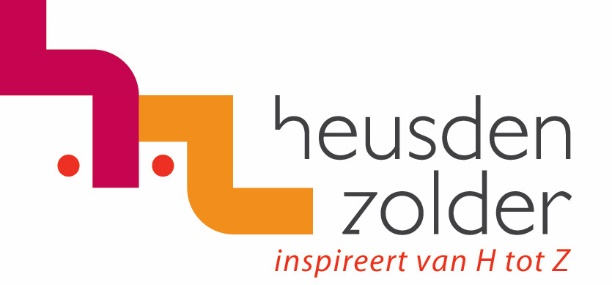 heusden
zolder
inspireert van H tot Z